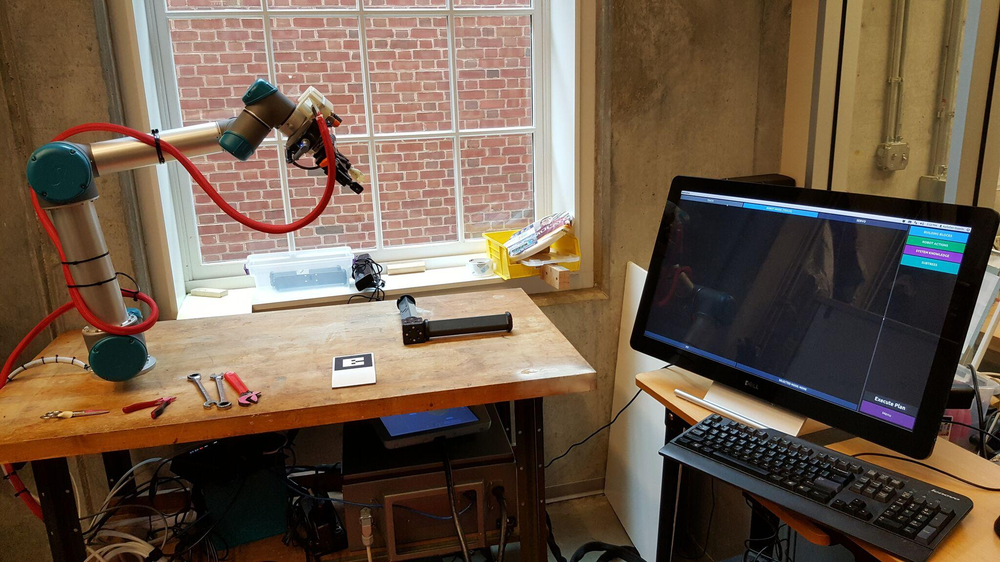 Instructor
TEACH
ROBOT MODE: [TEACH]
SERVO
2:52 PM Kelleher Guerin
BUILDING BLOCKS
ROBOT ACTIONS
SYSTEM KNOWLEDGE
SUBTREES
FIT
SELECTED NODE: NONE
Execute Plan
Menu
DELL
lenovo